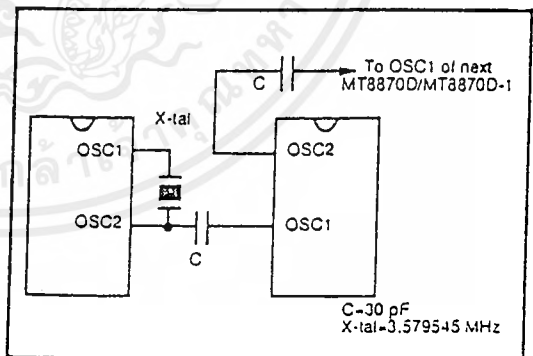 To OSC1 of next
MT8870D/MT8870D-1
C
X-tal
OSC1
OSC2
OSC2
OSC1
C
C=30 pF
X-tal=3.579545 MHz